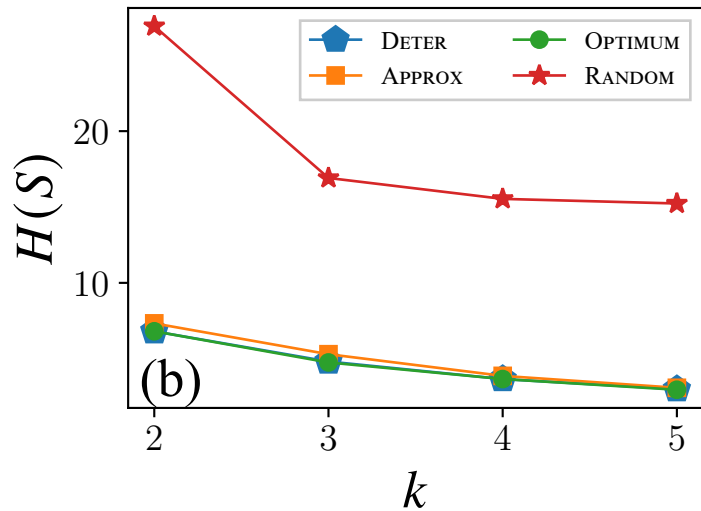 DETER OPTIMUM
APPROX RANDOM
20
10
H(S)
(b)
2 3 4 5
k